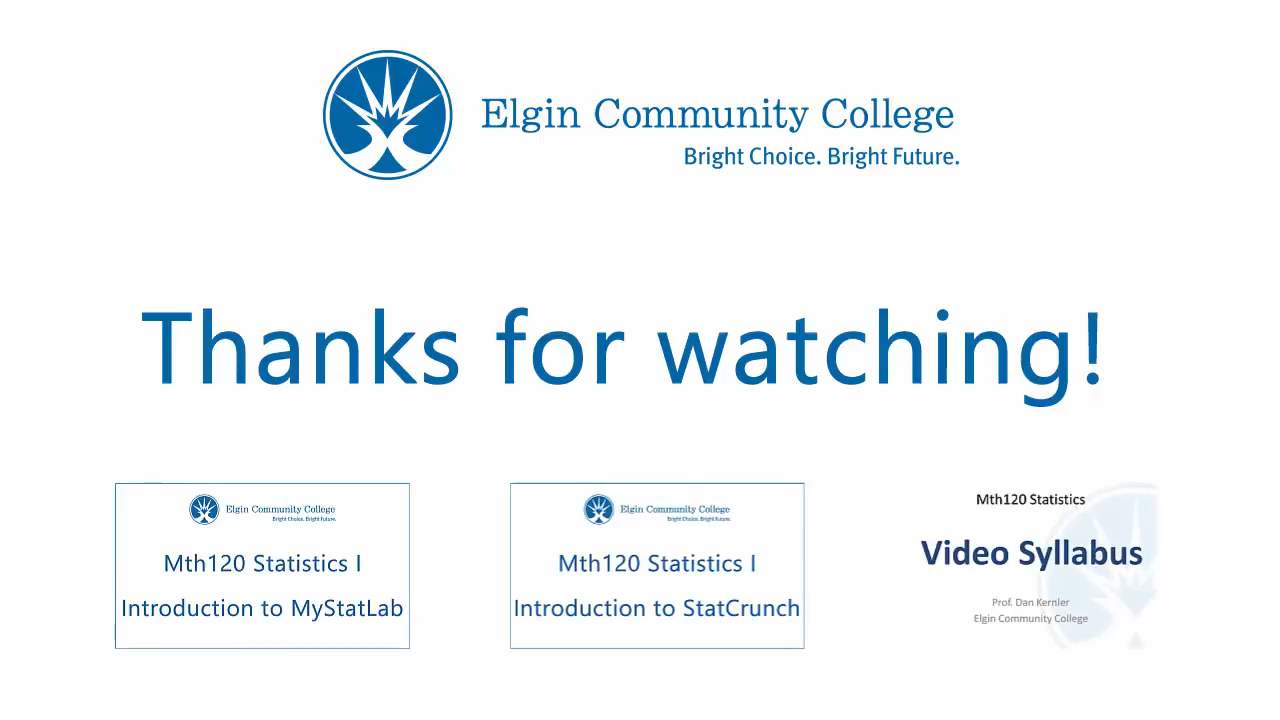 Elgin Community College
Bright Choice. Bright Future.
Thanks for watching!
Elgin Community College
Bright Choice. Bright Future.
Mth120 Statistics I
Introduction to MyStatLab
Elgin Community College
Bright Choice. Bright Future.
Mth120 Statistics I
Introduction to StatCrunch
Mth120 Statistics
Video Syllabus
Prof. Dan Kernler
Elgin Community College